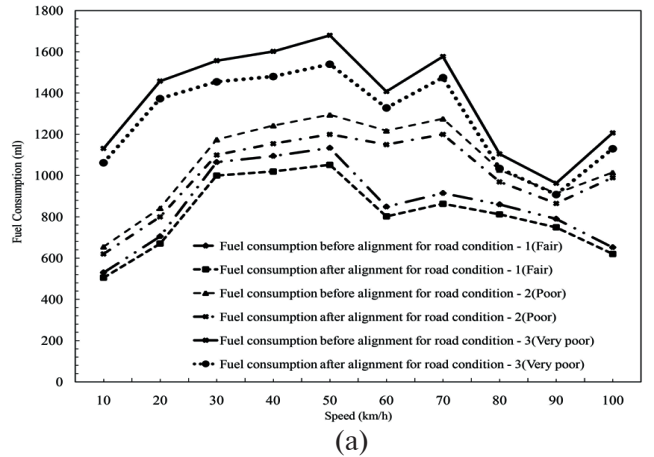 1800
1600
1400
1200
1000
800
600
400
200
0
Fuel Consumption (ml)
Fuel consumption before alignment for road condition - 1(Fair)
Fuel consumption after alignment for road condition - 1(Fair)
Fuel consumption before alignment for road condition - 2(Poor)
Fuel consumption after alignment for road condition - 2(Poor)
Fuel consumption before alignment for road condition - 3(Very poor)
Fuel consumption after alignment for road condition - 3(Very poor)
10 20 30 40 50 60 70 80 90 100
Speed (km/h)
(a)